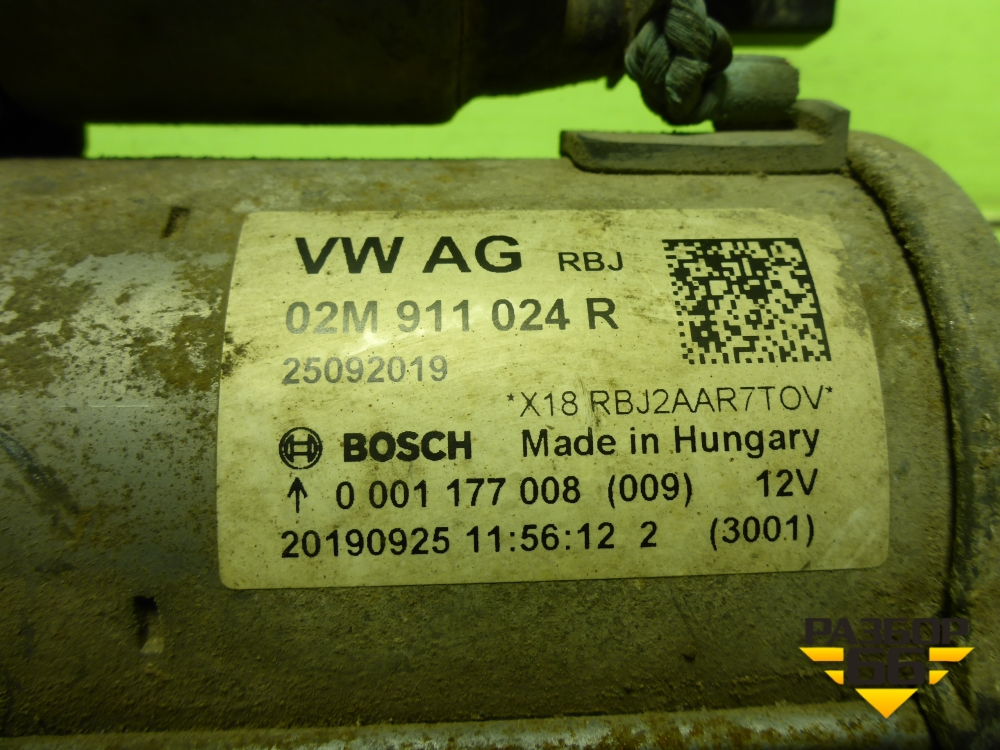 VW AG RBJ
02M 911 024 R
25092019
*X18 RBJ2AAR7TOV*
BOSCH Made in Hungary
↑ 0 001 177 008 (009) 12V
20190925 11:56:12 2 (3001)
РАЗБОР
66